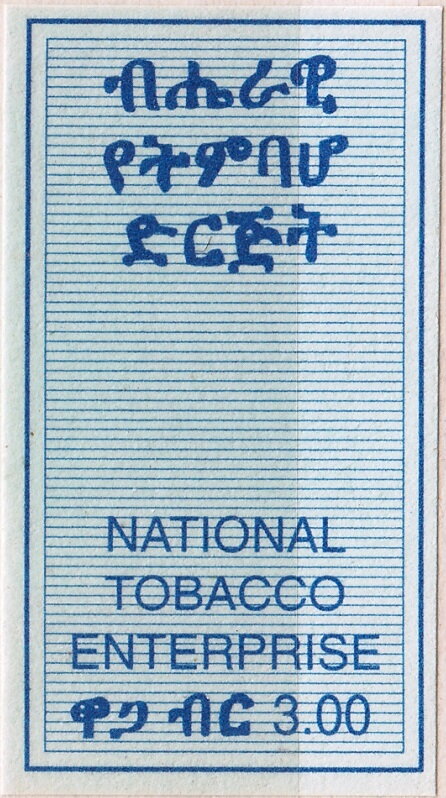 ብሔራዊ
የትምባሆ
ድርጅት
NATIONAL
TOBACCO
ENTERPRISE
ዋጋ ብር 3.00